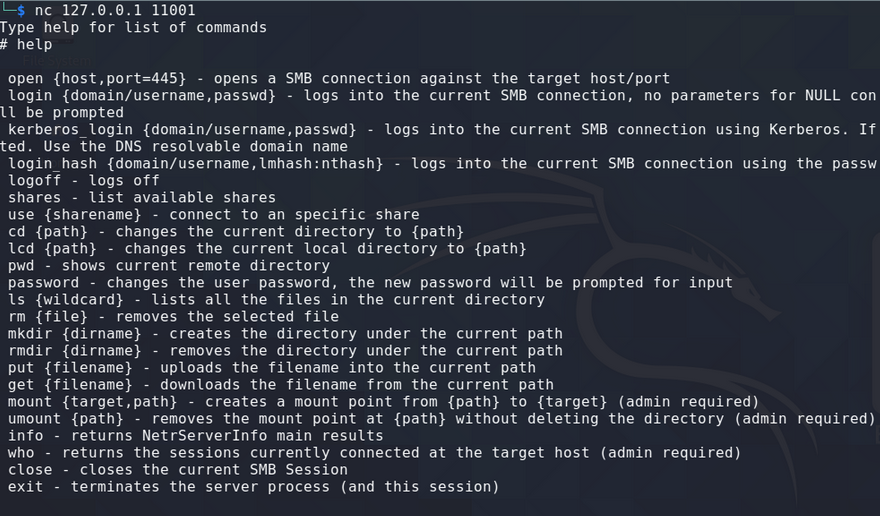 └─$ nc 127.0.0.1 11001
Type help for list of commands
# help
open {host,port=445} - opens a SMB connection against the target host/port
login {domain/username,passwd} - logs into the current SMB connection, no parameters for NULL con
ll be prompted
kerberos_login {domain/username,passwd} - logs into the current SMB connection using Kerberos. If
ted. Use the DNS resolvable domain name
login_hash {domain/username,lmhash:nthash} - logs into the current SMB connection using the passw
logoff - logs off
shares - list available shares
use {sharename} - connect to an specific share
cd {path} - changes the current directory to {path}
lcd {path} - changes the current local directory to {path}
pwd - shows current remote directory
password - changes the user password, the new password will be prompted for input
ls {wildcard} - lists all the files in the current directory
rm {file} - removes the selected file
mkdir {dirname} - creates the directory under the current path
rmdir {dirname} - removes the directory under the current path
put {filename} - uploads the filename into the current path
get {filename} - downloads the filename from the current path
mount {target,path} - creates a mount point from {path} to {target} (admin required)
umount {path} - removes the mount point at {path} without deleting the directory (admin required)
info - returns NetrServerInfo main results
who - returns the sessions currently connected at the target host (admin required)
close - closes the current SMB Session
exit - terminates the server process (and this session)